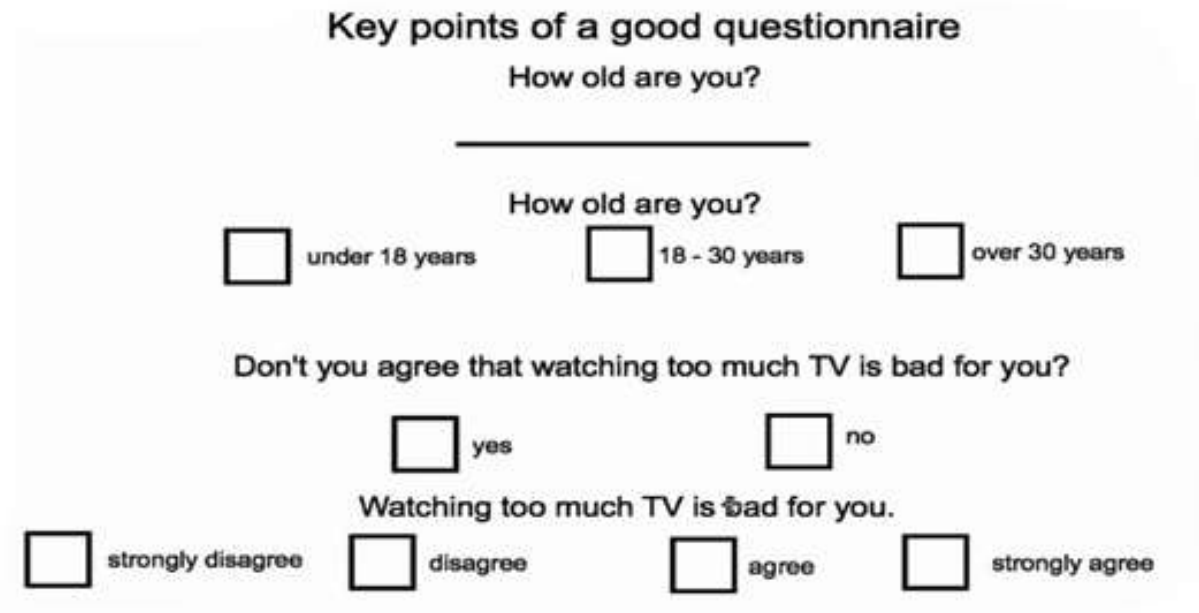 Key points of a good questionnaire
How old are you?
How old are you?
under 18 years 18 - 30 years over 30 years
Don't you agree that watching too much TV is bad for you?
yes no
Watching too much TV is bad for you.
strongly disagree disagree agree strongly agree